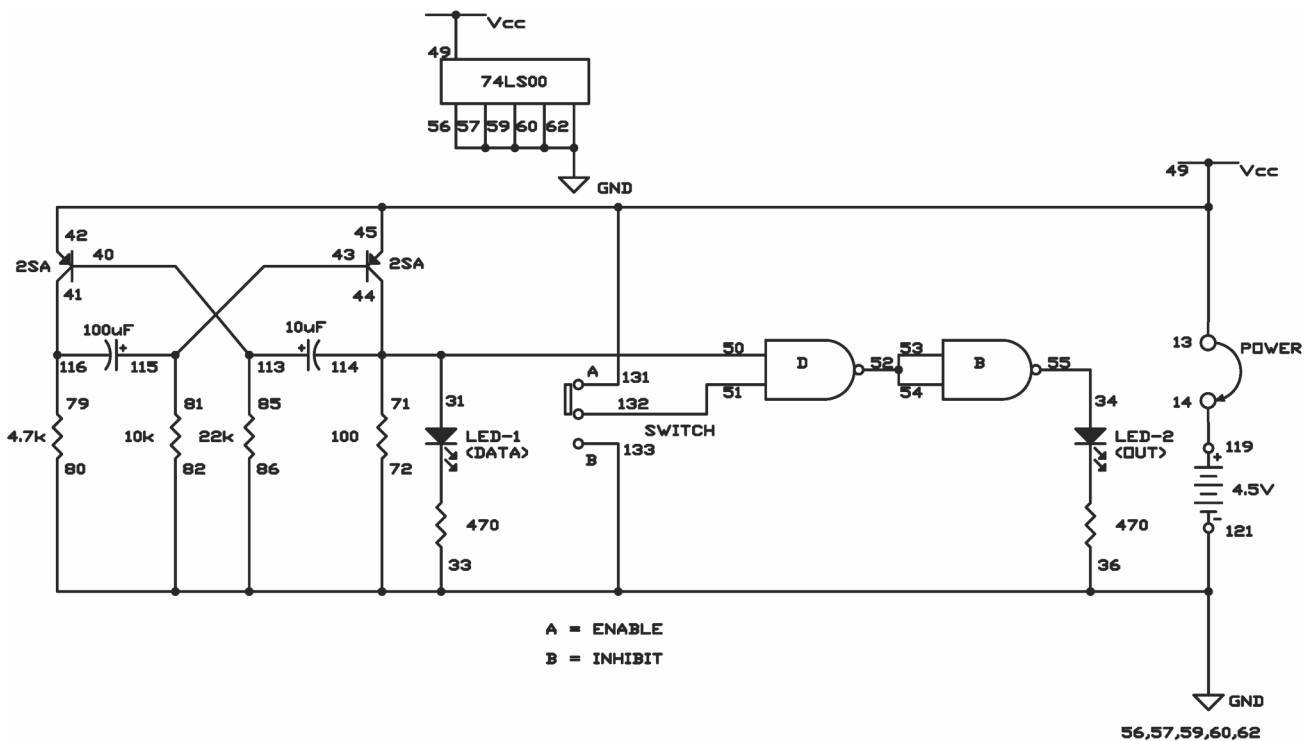 Vcc
49
74LS00
56 57 59 60 62
GND
49 Vcc
42
45
2SA
40
43
2SA
41
44
100uF
10uF
116
115
113
114
50
D
52
53
B
55
51
54
13
POWER
14
A
131
132
SWITCH
B
133
79
4.7k
80
81
10k
82
85
22k
86
71
100
72
31
LED-1
(DATA)
470
33
34
LED-2
(OUT)
470
36
119
+
4.5V
-
121
A = ENABLE
B = INHIBIT
GND
56,57,59,60,62